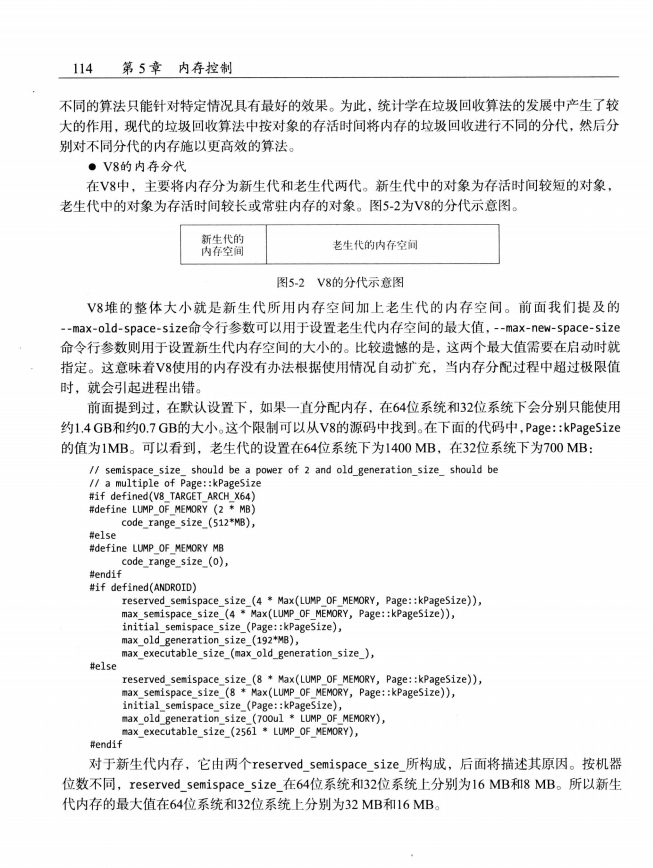 114 第5章 内存控制
不同的算法只能针对特定情况具有最好的效果。为此，统计学在垃圾回收算法的发展中产生了较
大的作用，现代的垃圾回收算法中按对象的存活时间将内存的垃圾回收进行不同的分代，然后分
别对不同分代的内存施以更高效的算法。
● V8的内存分代
在V8中，主要将内存分为新生代和老生代两代。新生代中的对象为存活时间较短的对象，
老生代中的对象为存活时间较长或常驻内存的对象。图5-2为V8的分代示意图。
新生代的
内存空间
老生代的内存空间
图5-2 V8的分代示意图
V8堆的整体大小就是新生代所用内存空间加上老生代的内存空间。前面我们提及的
--max-old-space-size命令行参数可以用于设置老生代内存空间的最大值，--max-new-space-size
命令行参数则用于设置新生代内存空间的大小的。比较遗憾的是，这两个最大值需要在启动时就
指定。这意味着V8使用的内存没有办法根据使用情况自动扩充，当内存分配过程中超过极限值
时，就会引起进程出错。
前面提到过，在默认设置下，如果一直分配内存，在64位系统和32位系统下会分别只能使用
约1.4 GB和约0.7 GB的大小。这个限制可以从V8的源码中找到。在下面的代码中，Page::kPageSize
的值为1MB。可以看到，老生代的设置在64位系统下为1400 MB，在32位系统下为700 MB：
// semispace_size_ should be a power of 2 and old_generation_size_ should be
// a multiple of Page::kPageSize
#if defined(V8_TARGET_ARCH_X64)
#define LUMP_OF_MEMORY (2 * MB)
code_range_size_(512*MB),
#else
#define LUMP_OF_MEMORY MB
code_range_size_(0),
#endif
#if defined(ANDROID)
reserved_semispace_size_(4 * Max(LUMP_OF_MEMORY, Page::kPageSize)),
max_semispace_size_(4 * Max(LUMP_OF_MEMORY, Page::kPageSize)),
initial_semispace_size_(Page::kPageSize),
max_old_generation_size_(192*MB),
max_executable_size_(max_old_generation_size_),
#else
reserved_semispace_size_(8 * Max(LUMP_OF_MEMORY, Page::kPageSize)),
max_semispace_size_(8 * Max(LUMP_OF_MEMORY, Page::kPageSize)),
initial_semispace_size_(Page::kPageSize),
max_old_generation_size_(700ul * LUMP_OF_MEMORY),
max_executable_size_(256l * LUMP_OF_MEMORY),
#endif
对于新生代内存，它由两个reserved_semispace_size_所构成，后面将描述其原因。按机器
位数不同，reserved_semispace_size_在64位系统和32位系统上分别为16 MB和8 MB。所以新生
代内存的最大值在64位系统和32位系统上分别为32 MB和16 MB。